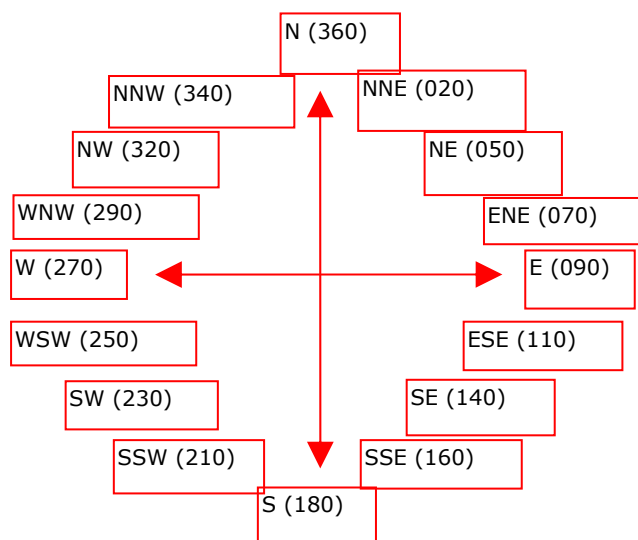 N (360)
NNW (340)
NNE (020)
NW (320)
NE (050)
WNW (290)
ENE (070)
W (270)
E (090)
WSW (250)
ESE (110)
SW (230)
SE (140)
SSW (210)
SSE (160)
S (180)